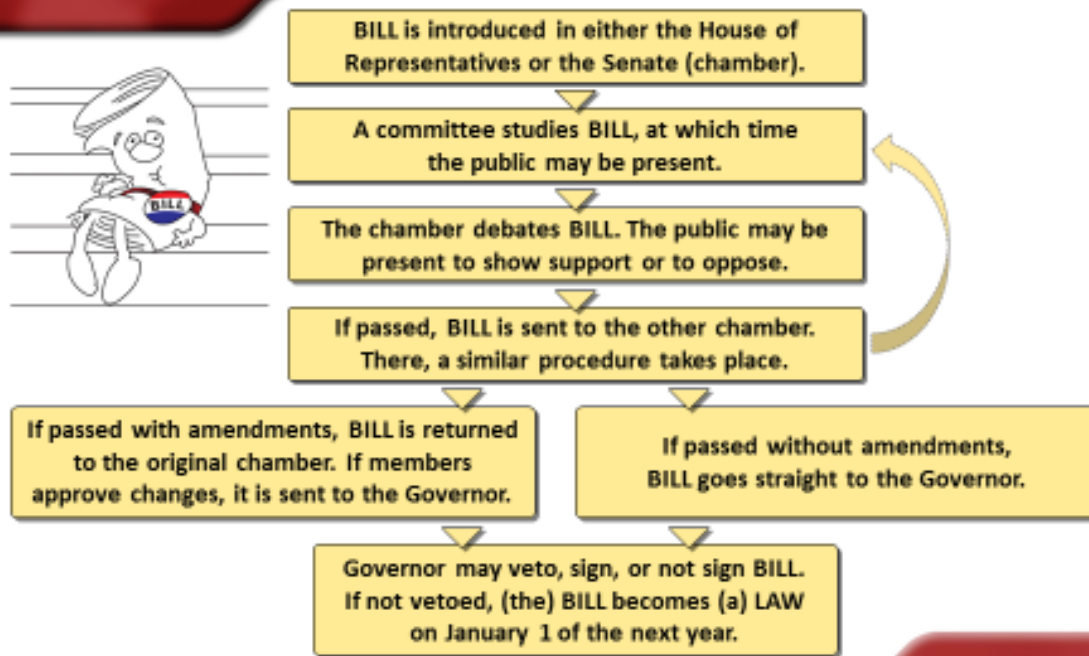 BILL is introduced in either the House of
Representatives or the Senate (chamber).
A committee studies BILL, at which time
the public may be present.
BILL
The chamber debates BILL. The public may be
present to show support or to oppose.
If passed, BILL is sent to the other chamber.
There, a similar procedure takes place.
If passed with amendments, BILL is returned
to the original chamber. If members
approve changes, it is sent to the Governor.
If passed without amendments,
BILL goes straight to the Governor.
Governor may veto, sign, or not sign BILL.
If not vetoed, (the) BILL becomes (a) LAW
on January 1 of the next year.